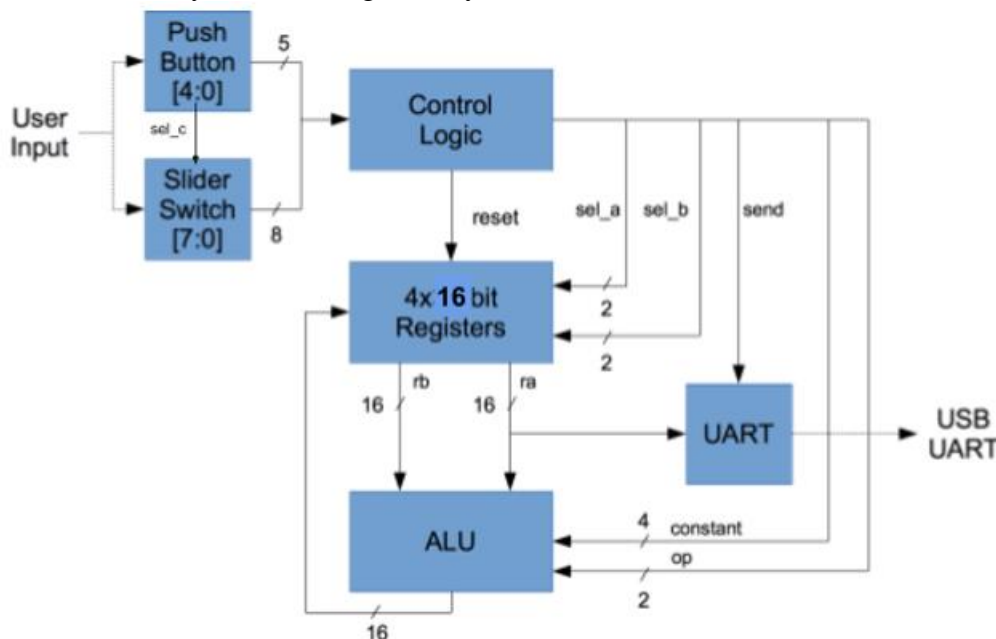 Push
Button
[4:0]
5
User
Input
sel_c
Slider
Switch
[7:0]
8
Control
Logic
reset
sel_a
sel_b
send
4x 16 bit
Registers
2
2
rb
ra
16
16
UART
USB
UART
ALU
4
constant
op
2
16